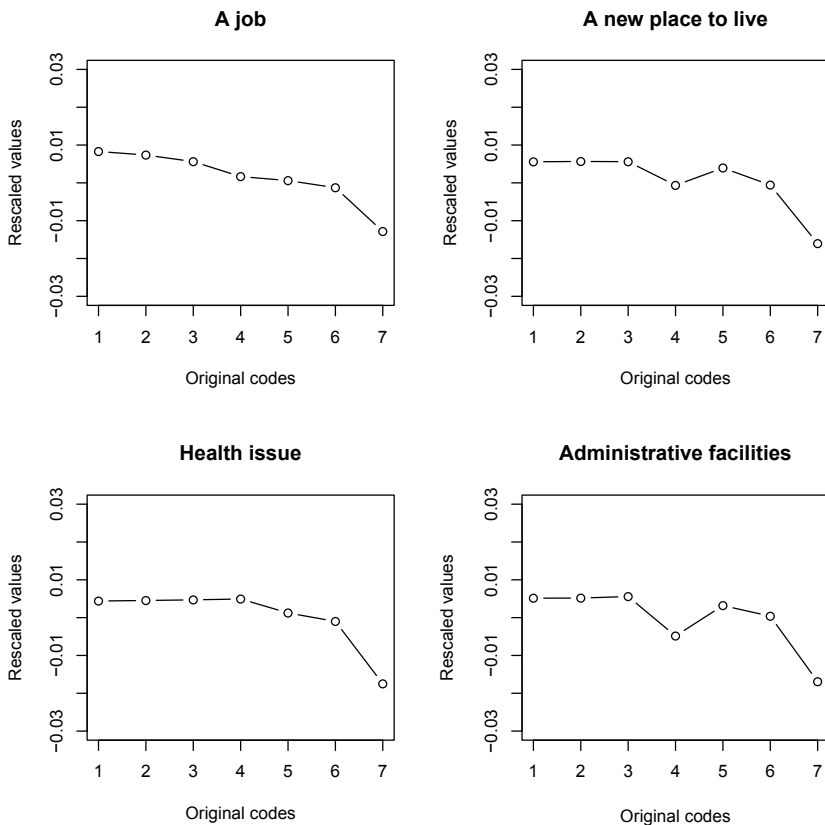 A job
Rescaled values
0.03
0.01
−0.01
−0.03
1 2 3 4 5 6 7
Original codes
A new place to live
Rescaled values
0.03
0.01
−0.01
−0.03
1 2 3 4 5 6 7
Original codes
Health issue
Rescaled values
0.03
0.01
−0.01
−0.03
1 2 3 4 5 6 7
Original codes
Administrative facilities
Rescaled values
0.03
0.01
−0.01
−0.03
1 2 3 4 5 6 7
Original codes